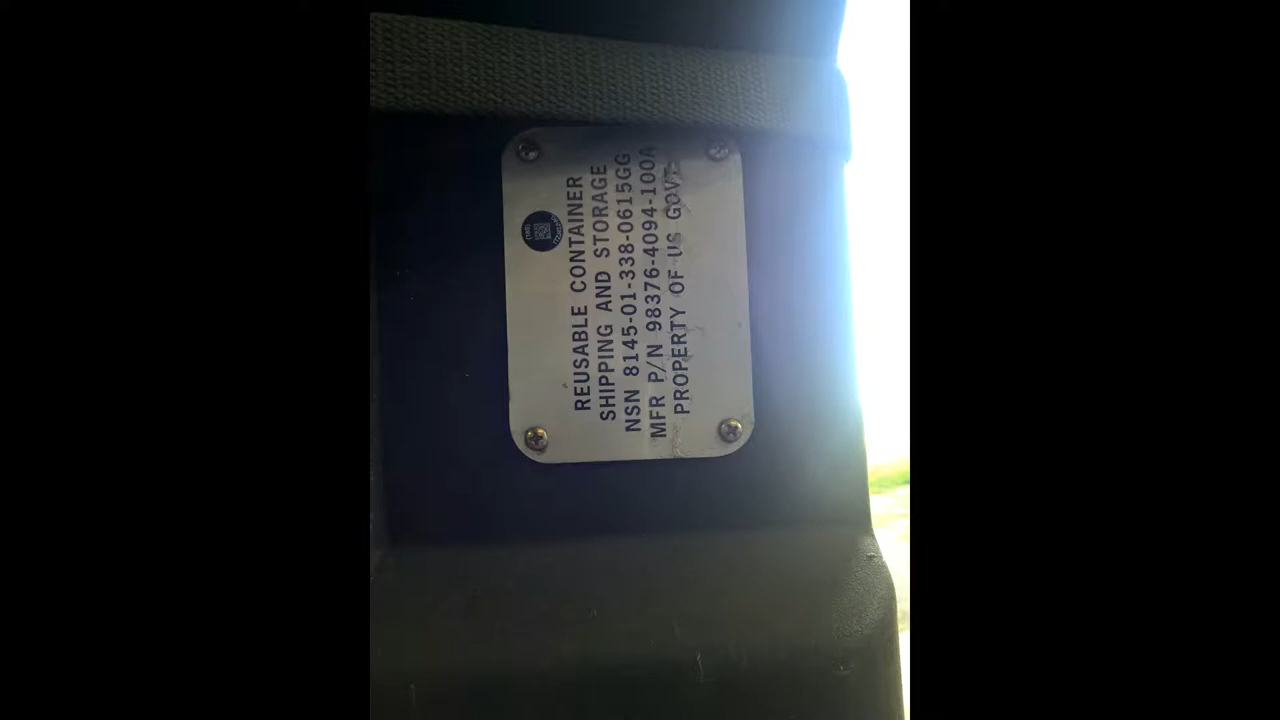 REUSABLE CONTAINER
SHIPPING AND STORAGE
NSN 8145-01-338-0615GG
MFR P/N 98376-4094-100A
PROPERTY OF US GOVT